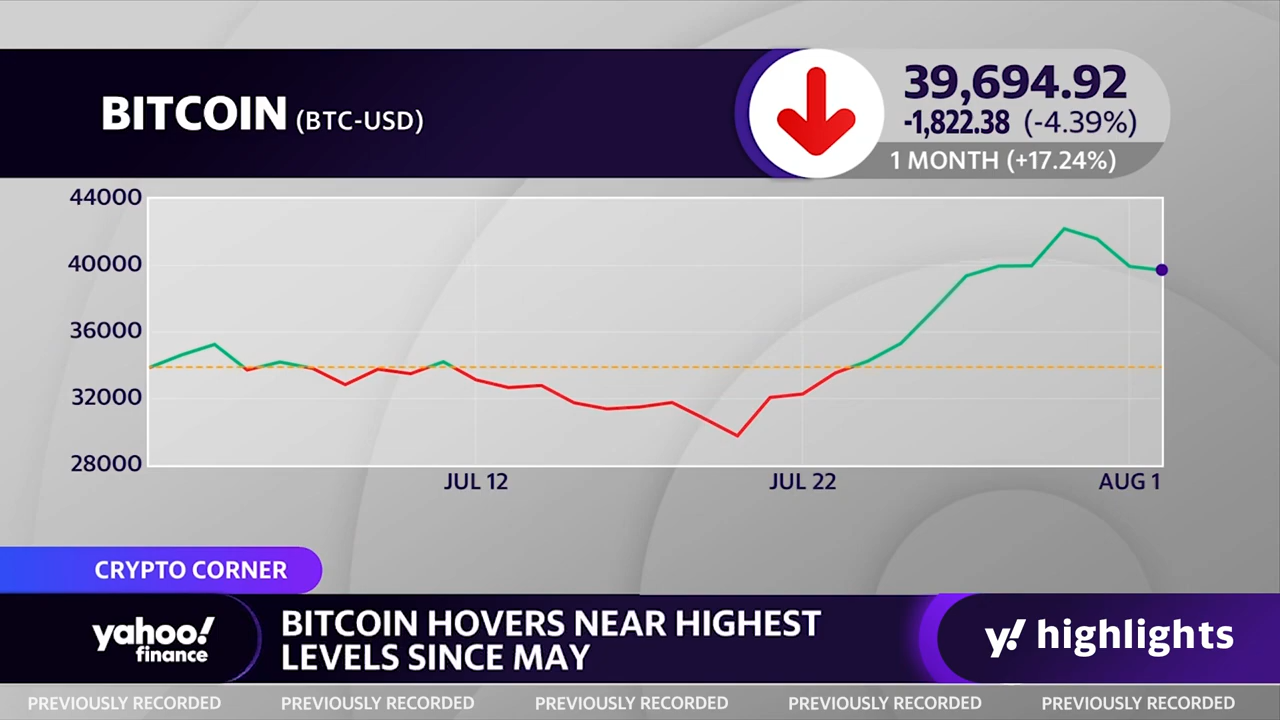 BITCOIN (BTC-USD)
39,694.92
-1,822.38 (-4.39%)
1 MONTH (+17.24%)
44000
40000
36000
32000
28000
JUL 12
JUL 22
AUG 1
CRYPTO CORNER
yahoo!
finance
BITCOIN HOVERS NEAR HIGHEST
LEVELS SINCE MAY
y! highlights
PREVIOUSLY RECORDED PREVIOUSLY RECORDED PREVIOUSLY RECORDED PREVIOUSLY RECORDED PREVIOUSLY RECORDED